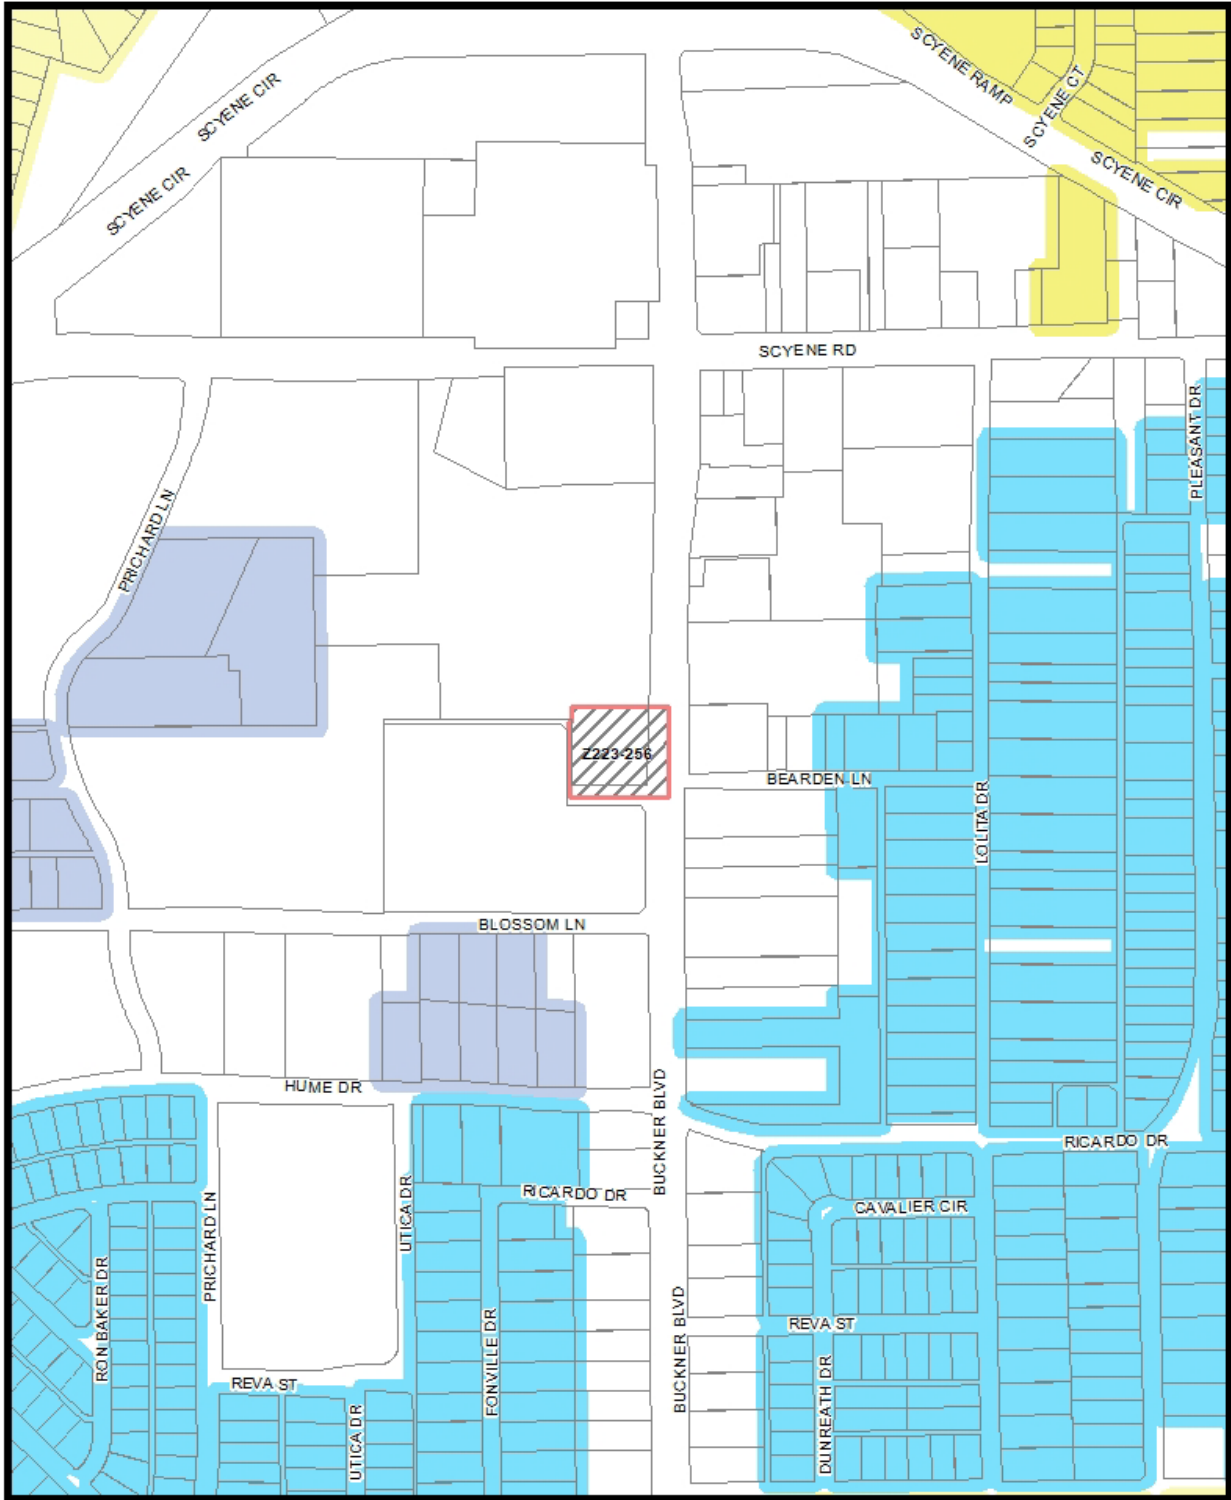 SCYENE RAMP
SCYENE CT
SCYENE CIR
SCYENE CIR
SCYENE CIR
SCYENE RD
PLEASANT DR
PRICHARD LN
Z223-256
BEARDEN LN
LOLITA DR
BLOSSOM LN
HUME DR
BUCKNER BLVD
RICARDO DR
RICARDO DR
UTICA DR
PRICHARD LN
CAVALIER CIR
RON BAKER DR
BUCKNER BLVD
FONVILLE DR
REVA ST
DUNREATH DR
REVA ST
UTICA DR